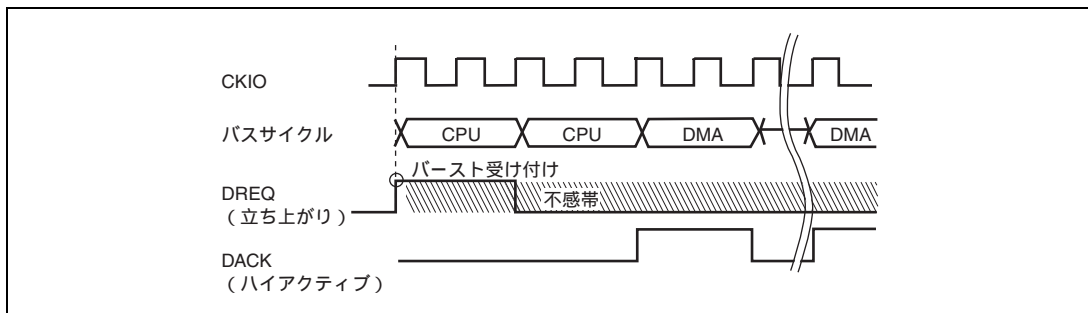 CKIO
バスサイクル
CPU
CPU
DMA
DMA
バースト受け付け
DREQ
（立ち上がり）
不感帯
DACK
（ハイアクティブ）